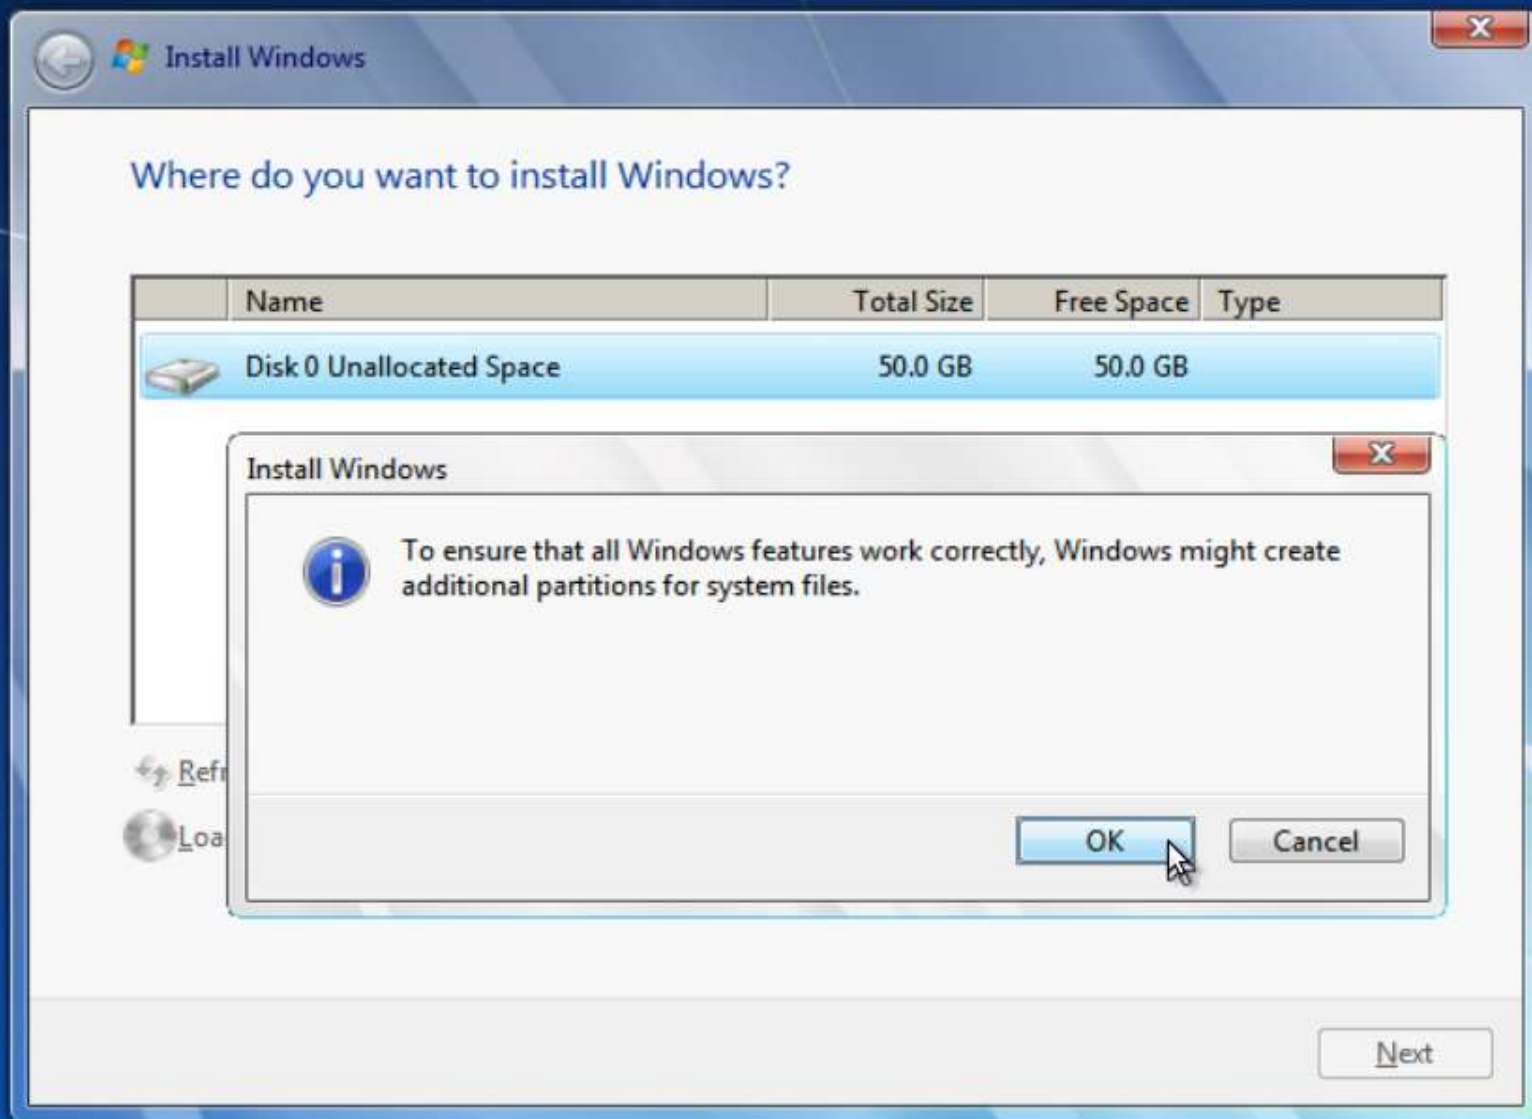 Install Windows
Where do you want to install Windows?
Name Total Size Free Space Type
Disk 0 Unallocated Space 50.0 GB 50.0 GB
Install Windows
To ensure that all Windows features work correctly, Windows might create
additional partitions for system files.
Refr
Loa
OK Cancel
Next